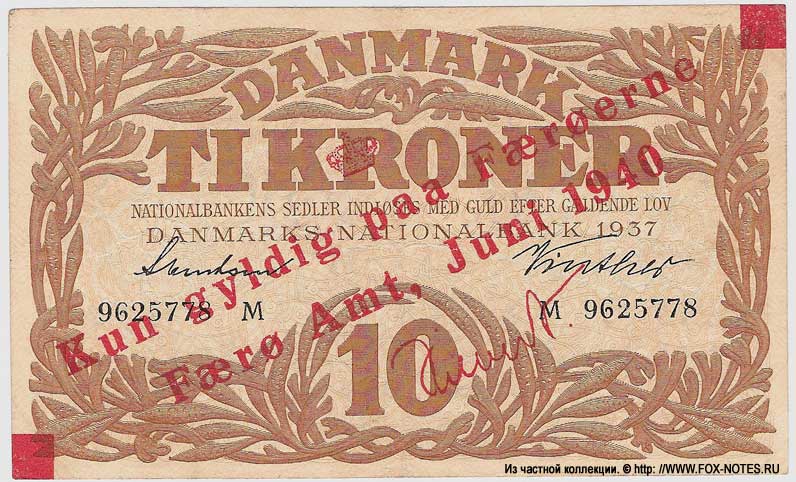 DANMARK
TI KRONER
NATIONALBANKENS SEDLER INDLØSES MED GULD EFTER GÆLDENDE LOV
DANMARKS NATIONALBANK 1937
Svendsen
9625778 M
M 9625778
10
Kun gyldig paa Færøerne
Færø Amt, Juni 1940
Из частной коллекции. © http: //WWW.FOX-NOTES.RU